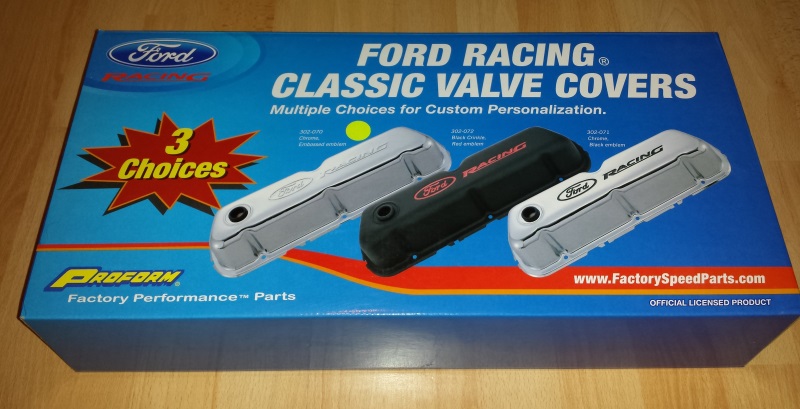 Ford
RACING
FORD RACING®
CLASSIC VALVE COVERS
Multiple Choices for Custom Personalization.
3
Choices
302-070
Chrome,
Embossed emblem
302-072
Black Crinkle,
Red emblem
302-071
Chrome,
Black emblem
Ford RACING
Ford RACING
Ford RACING
PROFORM
Factory Performance™ Parts
www.FactorySpeedParts.com
OFFICIAL LICENSED PRODUCT